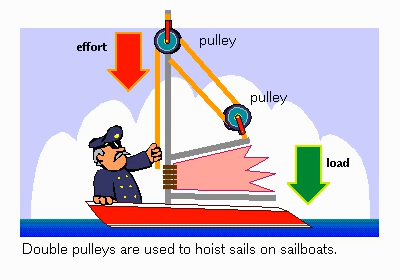 effort
pulley
pulley
load
Double pulleys are used to hoist sails on sailboats.